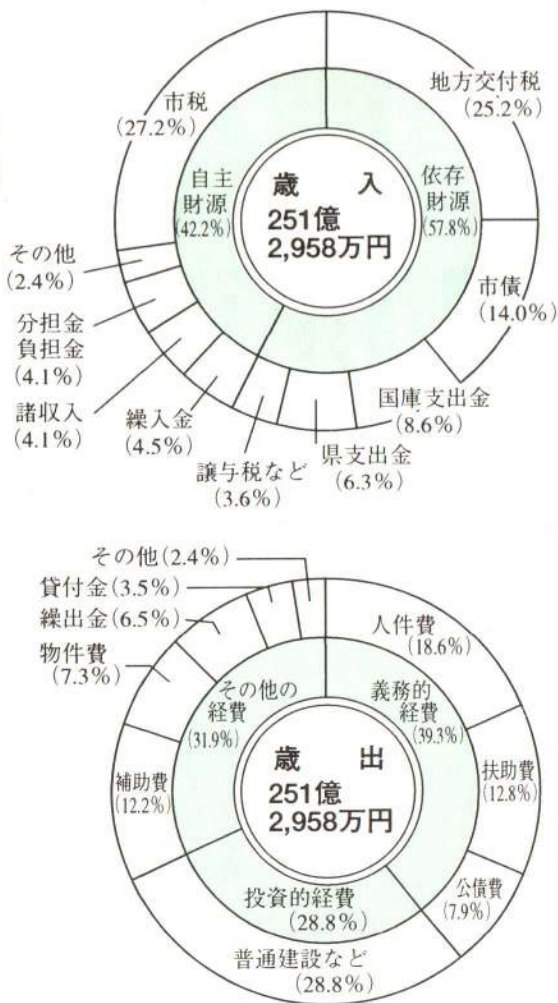 歳入
251億
2,958万円
自主
財源
(42.2%)
依存
財源
(57.8%)
地方交付税
(25.2%)
市債
(14.0%)
国庫支出金
(8.6%)
県支出金
(6.3%)
譲与税など
(3.6%)
繰入金
(4.5%)
諸収入
(4.1%)
分担金
負担金
(4.1%)
その他
(2.4%)
市税
(27.2%)
歳出
251億
2,958万円
義務的
経費
(39.3%)
人件費
(18.6%)
扶助費
(12.8%)
公債費
(7.9%)
投資的経費
(28.8%)
普通建設など
(28.8%)
その他の
経費
(31.9%)
補助費
(12.2%)
物件費
(7.3%)
繰出金(6.5%)
貸付金(3.5%)
その他(2.4%)